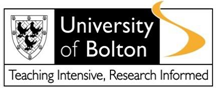 University
of Bolton
Teaching Intensive, Research Informed